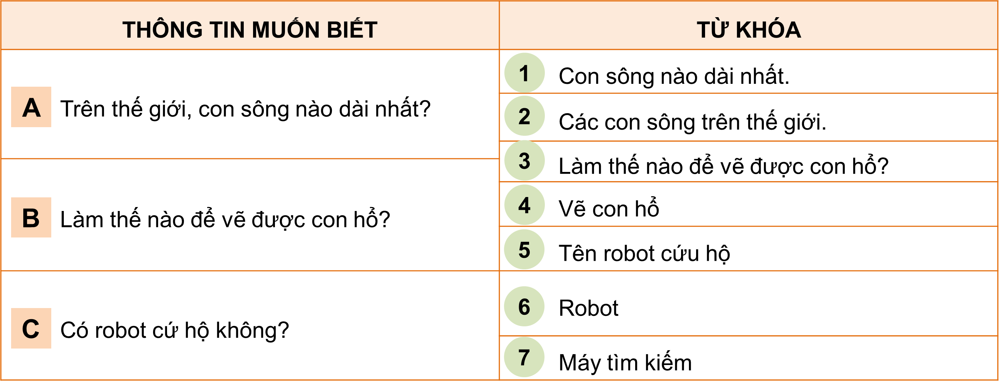 THÔNG TIN MUỐN BIẾT
TỪ KHÓA
A Trên thế giới, con sông nào dài nhất?
B Làm thế nào để vẽ được con hổ?
C Có robot cứ hộ không?
1 Con sông nào dài nhất.
2 Các con sông trên thế giới.
3 Làm thế nào để vẽ được con hổ?
4 Vẽ con hổ
5 Tên robot cứu hộ
6 Robot
7 Máy tìm kiếm